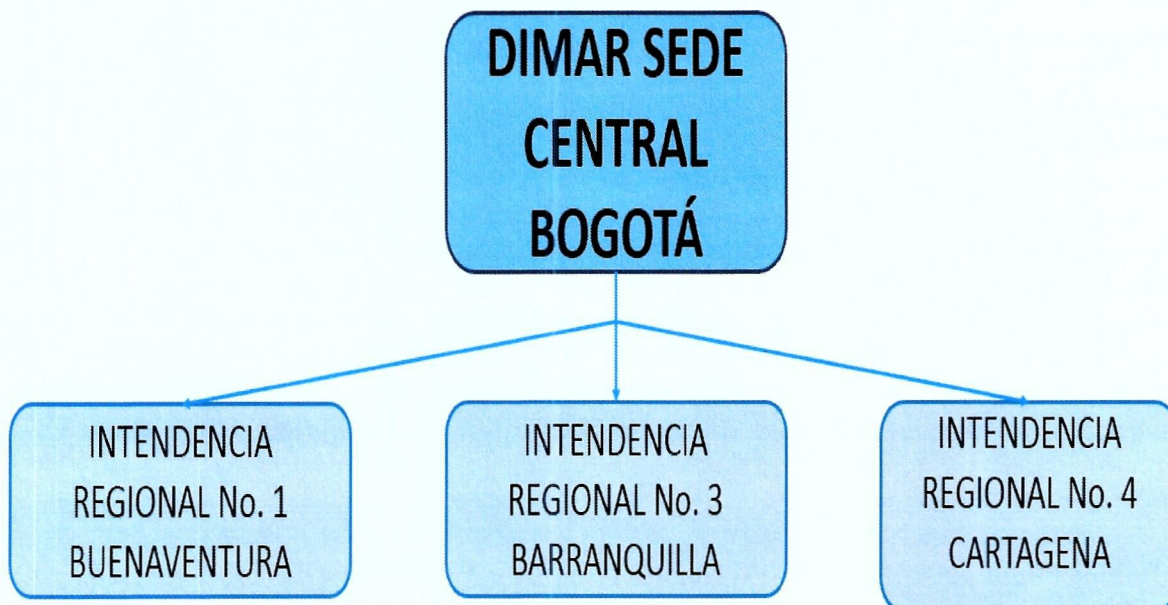 DIMAR SEDE
CENTRAL
BOGOTÁ
INTENDENCIA
REGIONAL No. 1
BUENAVENTURA
INTENDENCIA
REGIONAL No. 3
BARRANQUILLA
INTENDENCIA
REGIONAL No. 4
CARTAGENA